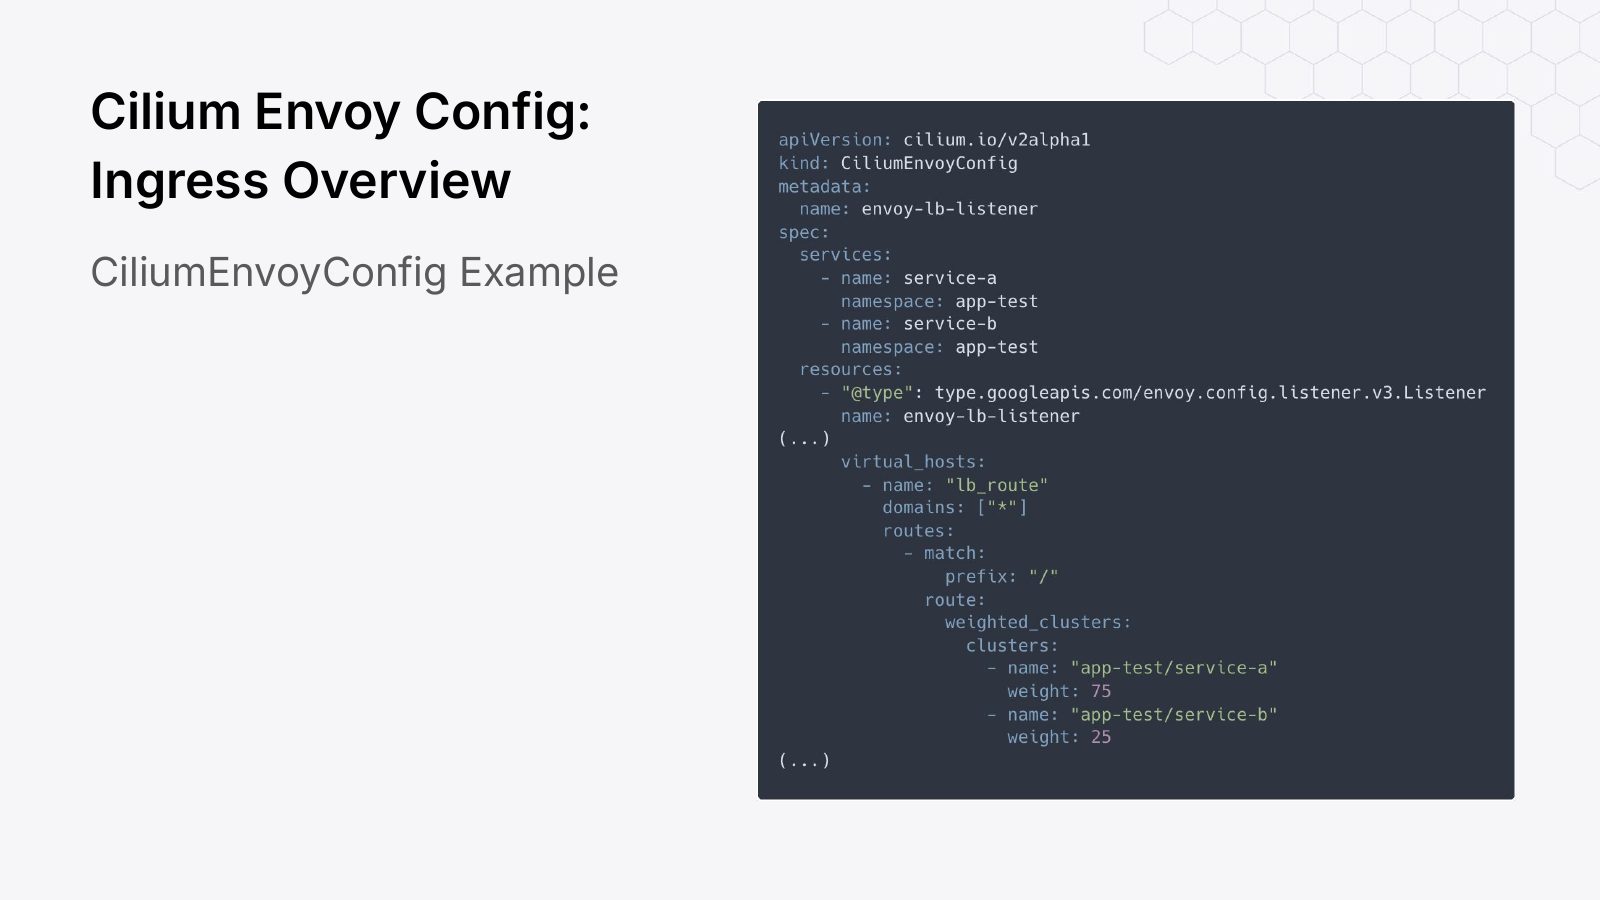 Cilium Envoy Config:
Ingress Overview
CiliumEnvoyConfig Example
apiVersion: cilium.io/v2alpha1
kind: CiliumEnvoyConfig
metadata:
  name: envoy-lb-listener
spec:
  services:
    - name: service-a
      namespace: app-test
    - name: service-b
      namespace: app-test
  resources:
    - "@type": type.googleapis.com/envoy.config.listener.v3.Listener
      name: envoy-lb-listener
(...)
      virtual_hosts:
        - name: "lb_route"
          domains: ["*"]
          routes:
            - match:
                prefix: "/"
              route:
                weighted_clusters:
                  clusters:
                    - name: "app-test/service-a"
                      weight: 75
                    - name: "app-test/service-b"
                      weight: 25
(...)